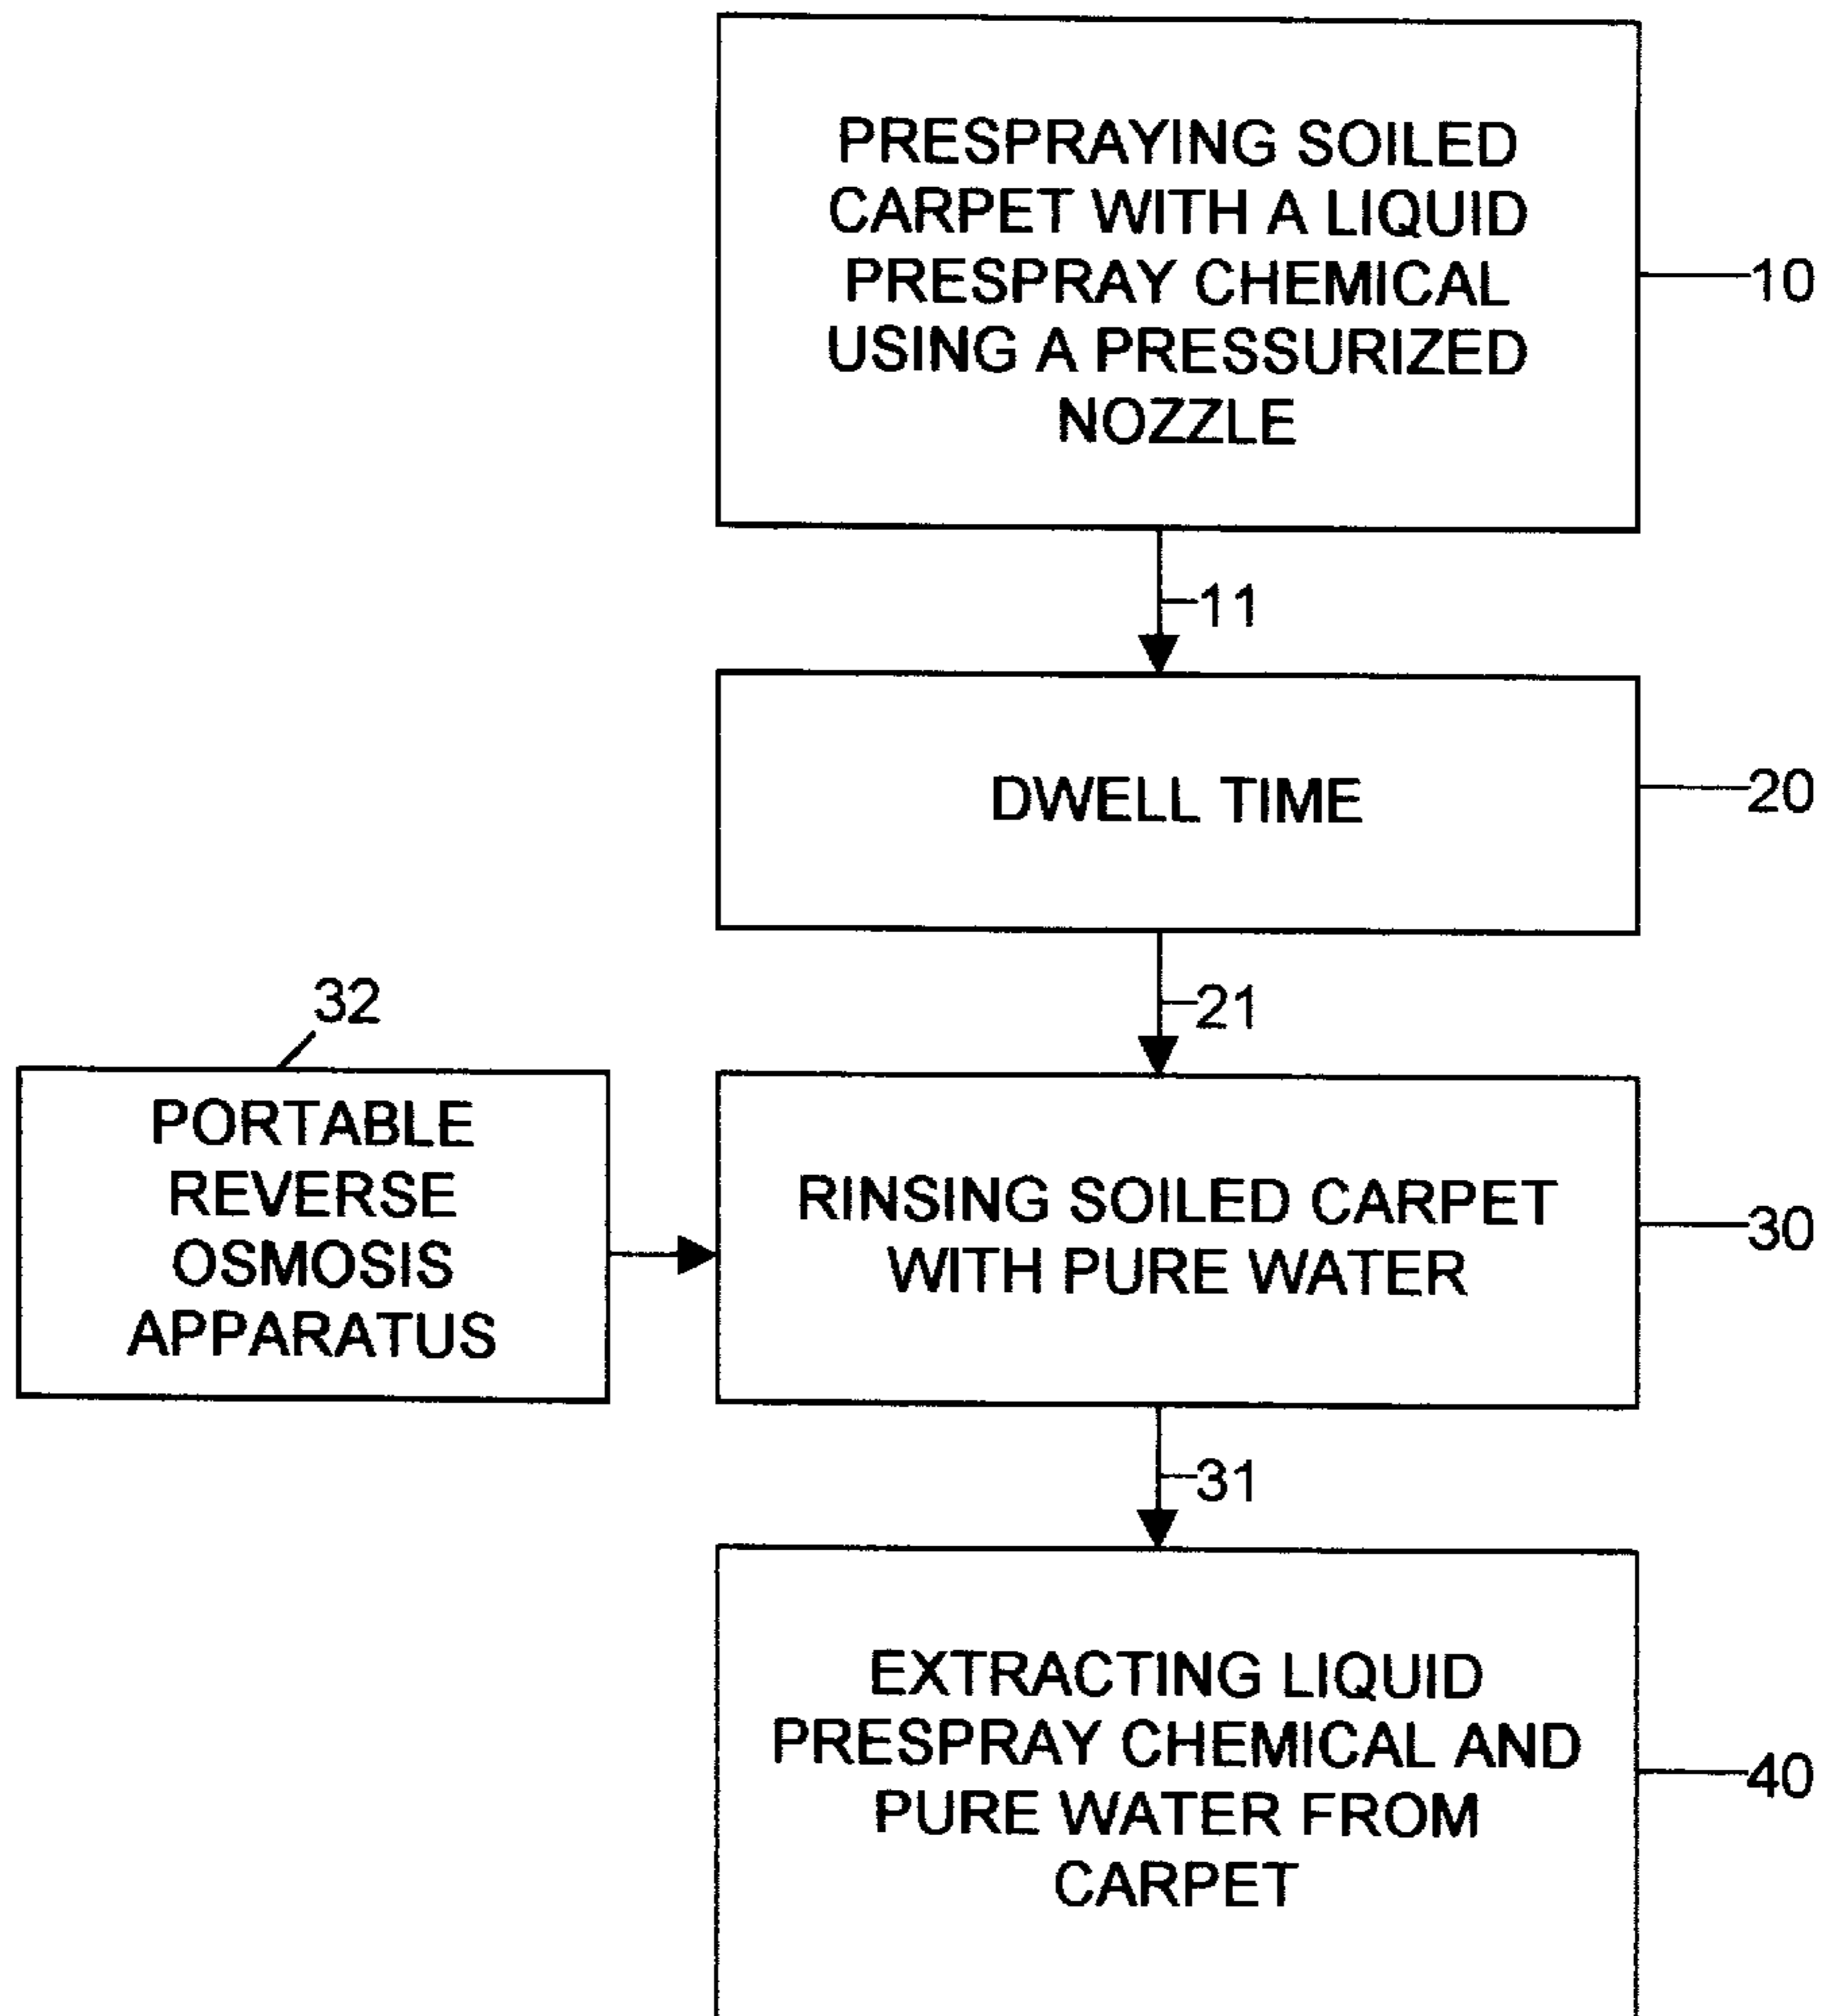 PRESPRAYING SOILED
CARPET WITH A LIQUID
PRESPRAY CHEMICAL
USING A PRESSURIZED
NOZZLE
10
11
DWELL TIME
20
21
32
PORTABLE
REVERSE
OSMOSIS
APPARATUS
RINSING SOILED CARPET
WITH PURE WATER
30
31
EXTRACTING LIQUID
PRESPRAY CHEMICAL AND
PURE WATER FROM
CARPET
40